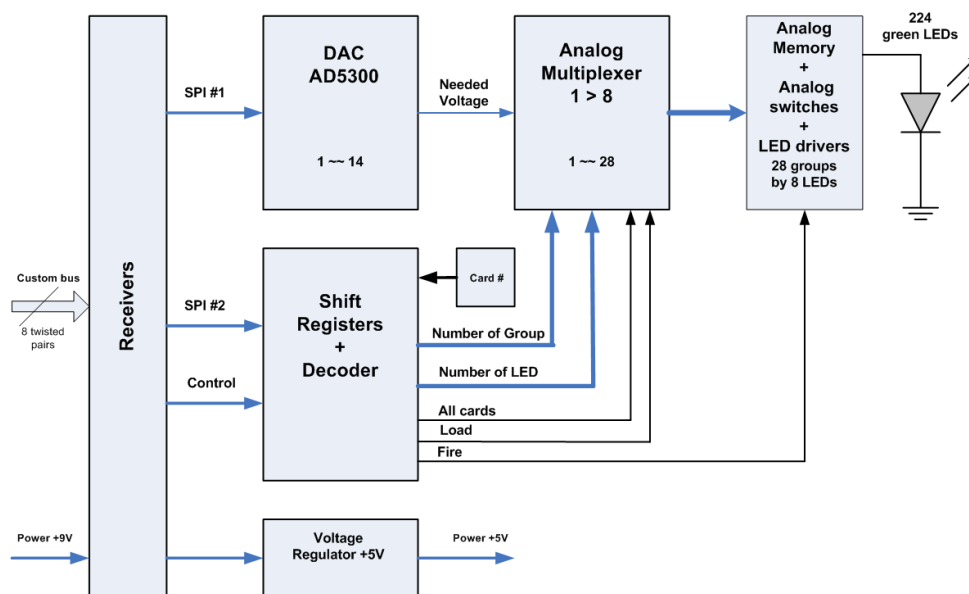 224
green LEDs
DAC
AD5300
1 ~~ 14
SPI #1
Needed
Voltage
Analog
Multiplexer
1 > 8
1 ~~ 28
Analog
Memory
+
Analog
switches
+
LED drivers
28 groups
by 8 LEDs
Custom bus
8 twisted
pairs
Receivers
SPI #2
Control
Shift
Registers
+
Decoder
Card #
Number of Group
Number of LED
All cards
Load
Fire
Power +9V
Voltage
Regulator +5V
Power +5V